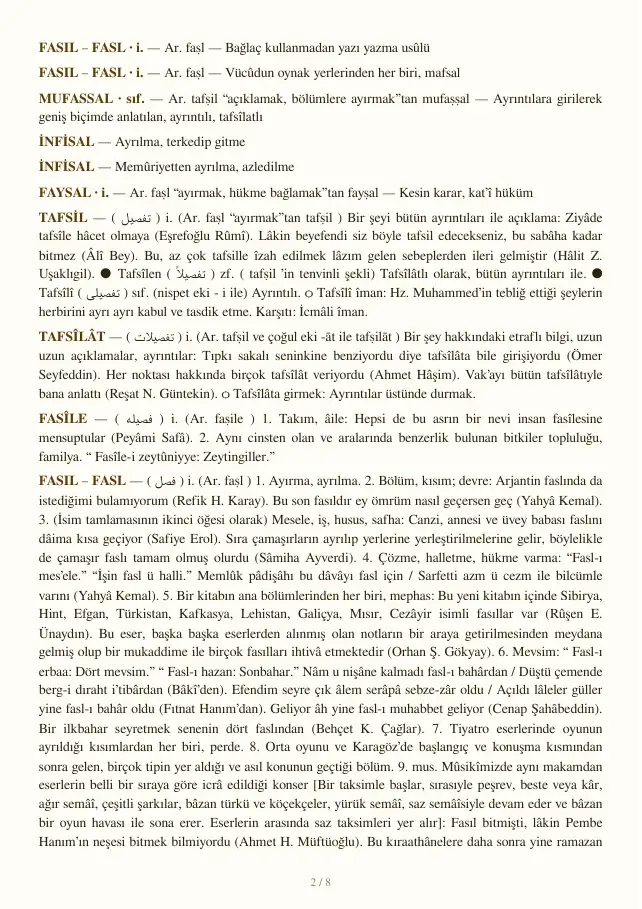 FASIL – FASL · i. — Ar. faṣl — Bağlaç kullanmadan yazı yazma usûlü
FASIL – FASL · i. — Ar. faṣl — Vücûdun oynak yerlerinden her biri, mafsal
MUFASSAL · sıf. — Ar. tafṣil “açıklamak, bölümlere ayırmak”tan mufaṣṣal — Ayrıntılara girilerek
geniş biçimde anlatılan, ayrıntılı, tafsîlatlı
İNFİSAL — Ayrılma, terkedip gitme
İNFİSAL — Memûriyetten ayrılma, azledilme
FAYSAL · i. — Ar. faṣl “ayırmak, hükme bağlamak”tan fayṣal — Kesin karar, kat’î hüküm
TAFSİL — ( تفصيل ) i. (Ar. faṣl “ayırmak”tan tafṣil ) Bir şeyi bütün ayrıntıları ile açıklama: Ziyâde
tafsîle hâcet olmaya (Eşrefoğlu Rûmî). Lâkin beyefendi siz böyle tafsil edecekseniz, bu sabâha kadar
bitmez (Âlî Bey). Bu, az çok tafsille îzah edilmek lâzım gelen sebeplerden ileri gelmiştir (Hâlit Z.
Uşaklıgil). ● Tafsîlen ( تفصيلاً ) zf. ( tafṣil ’in tenvinli şekli) Tafsîlâtlı olarak, bütün ayrıntıları ile. ●
Tafsîlî ( تفصيلى ) sıf. (nispet eki - i ile) Ayrıntılı. ○ Tafsîlî îman: Hz. Muhammed’in tebliğ ettiği şeylerin
herbirini ayrı ayrı kabul ve tasdik etme. Karşıtı: İcmâli îman.
TAFSÎLÂT — ( تفصيلات ) i. (Ar. tafṣil ve çoğul eki -āt ile tafṣilāt ) Bir şey hakkındaki etraflı bilgi, uzun
uzun açıklamalar, ayrıntılar: Tıpkı sakalı seninkine benziyordu diye tafsîlâta bile girişiyordu (Ömer
Seyfeddin). Her noktası hakkında birçok tafsîlât veriyordu (Ahmet Hâşim). Vak’ayı bütün tafsîlâtıyle
bana anlattı (Reşat N. Güntekin). ○ Tafsîlâta girmek: Ayrıntılar üstünde durmak.
FASÎLE — ( فصيله ) i. (Ar. faṣile ) 1. Takım, âile: Hepsi de bu asrın bir nevi insan fasîlesine
mensuptular (Peyâmi Safâ). 2. Aynı cinsten olan ve aralarında benzerlik bulunan bitkiler topluluğu,
familya. “ Fasîle-i zeytûniyye: Zeytingiller.”
FASIL – FASL — ( فصل ) i. (Ar. faṣl ) 1. Ayırma, ayrılma. 2. Bölüm, kısım; devre: Arjantin faslında da
istediğimi bulamıyorum (Refik H. Karay). Bu son fasıldır ey ömrüm nasıl geçersen geç (Yahyâ Kemal).
3. (İsim tamlamasının ikinci öğesi olarak) Mesele, iş, husus, safha: Canzi, annesi ve üvey babası faslını
dâima kısa geçiyor (Safiye Erol). Sıra çamaşırların ayrılıp yerlerine yerleştirilmelerine gelir, böylelikle
de çamaşır faslı tamam olmuş olurdu (Sâmiha Ayverdi). 4. Çözme, halletme, hükme varma: “Fasl-ı
mes’ele.” “İşin fasl ü halli.” Memlûk pâdişâhı bu dâvâyı fasl için / Sarfetti azm ü cezm ile bilcümle
varını (Yahyâ Kemal). 5. Bir kitabın ana bölümlerinden her biri, mephas: Bu yeni kitabın içinde Sibirya,
Hint, Efgan, Türkistan, Kafkasya, Lehistan, Galiçya, Mısır, Cezâyir isimli fasıllar var (Rûşen E.
Ünaydın). Bu eser, başka başka eserlerden alınmış olan notların bir araya getirilmesinden meydana
gelmiş olup bir mukaddime ile birçok fasılları ihtivâ etmektedir (Orhan Ş. Gökyay). 6. Mevsim: “ Fasl-ı
erbaa: Dört mevsim.” “ Fasl-ı hazan: Sonbahar.” Nâm u nişâne kalmadı fasl-ı bahârdan / Düştü çemende
berg-i dıraht i’tibârdan (Bâkî’den). Efendim seyre çık âlem serâpâ sebze-zâr oldu / Açıldı lâleler güller
yine fasl-ı bahâr oldu (Fıtnat Hanım’dan). Geliyor âh yine fasl-ı muhabbet geliyor (Cenap Şahâbeddin).
Bir ilkbahar seyretmek senenin dört faslından (Behçet K. Çağlar). 7. Tiyatro eserlerinde oyunun
ayrıldığı kısımlardan her biri, perde. 8. Orta oyunu ve Karagöz’de başlangıç ve konuşma kısmından
sonra gelen, birçok tipin yer aldığı ve asıl konunun geçtiği bölüm. 9. mus. Mûsikîmizde aynı makamdan
eserlerin belli bir sıraya göre icrâ edildiği konser [Bir taksimle başlar, sırasıyle peşrev, beste veya kâr,
ağır semâî, çeşitli şarkılar, bâzan türkü ve köçekçeler, yürük semâî, saz semâîsiyle devam eder ve bâzan
bir oyun havası ile sona erer. Eserlerin arasında saz taksimleri yer alır]: Fasıl bitmişti, lâkin Pembe
Hanım’ın neşesi bitmek bilmiyordu (Ahmet H. Müftüoğlu). Bu kıraathânelere daha sonra yine ramazan
2 / 8